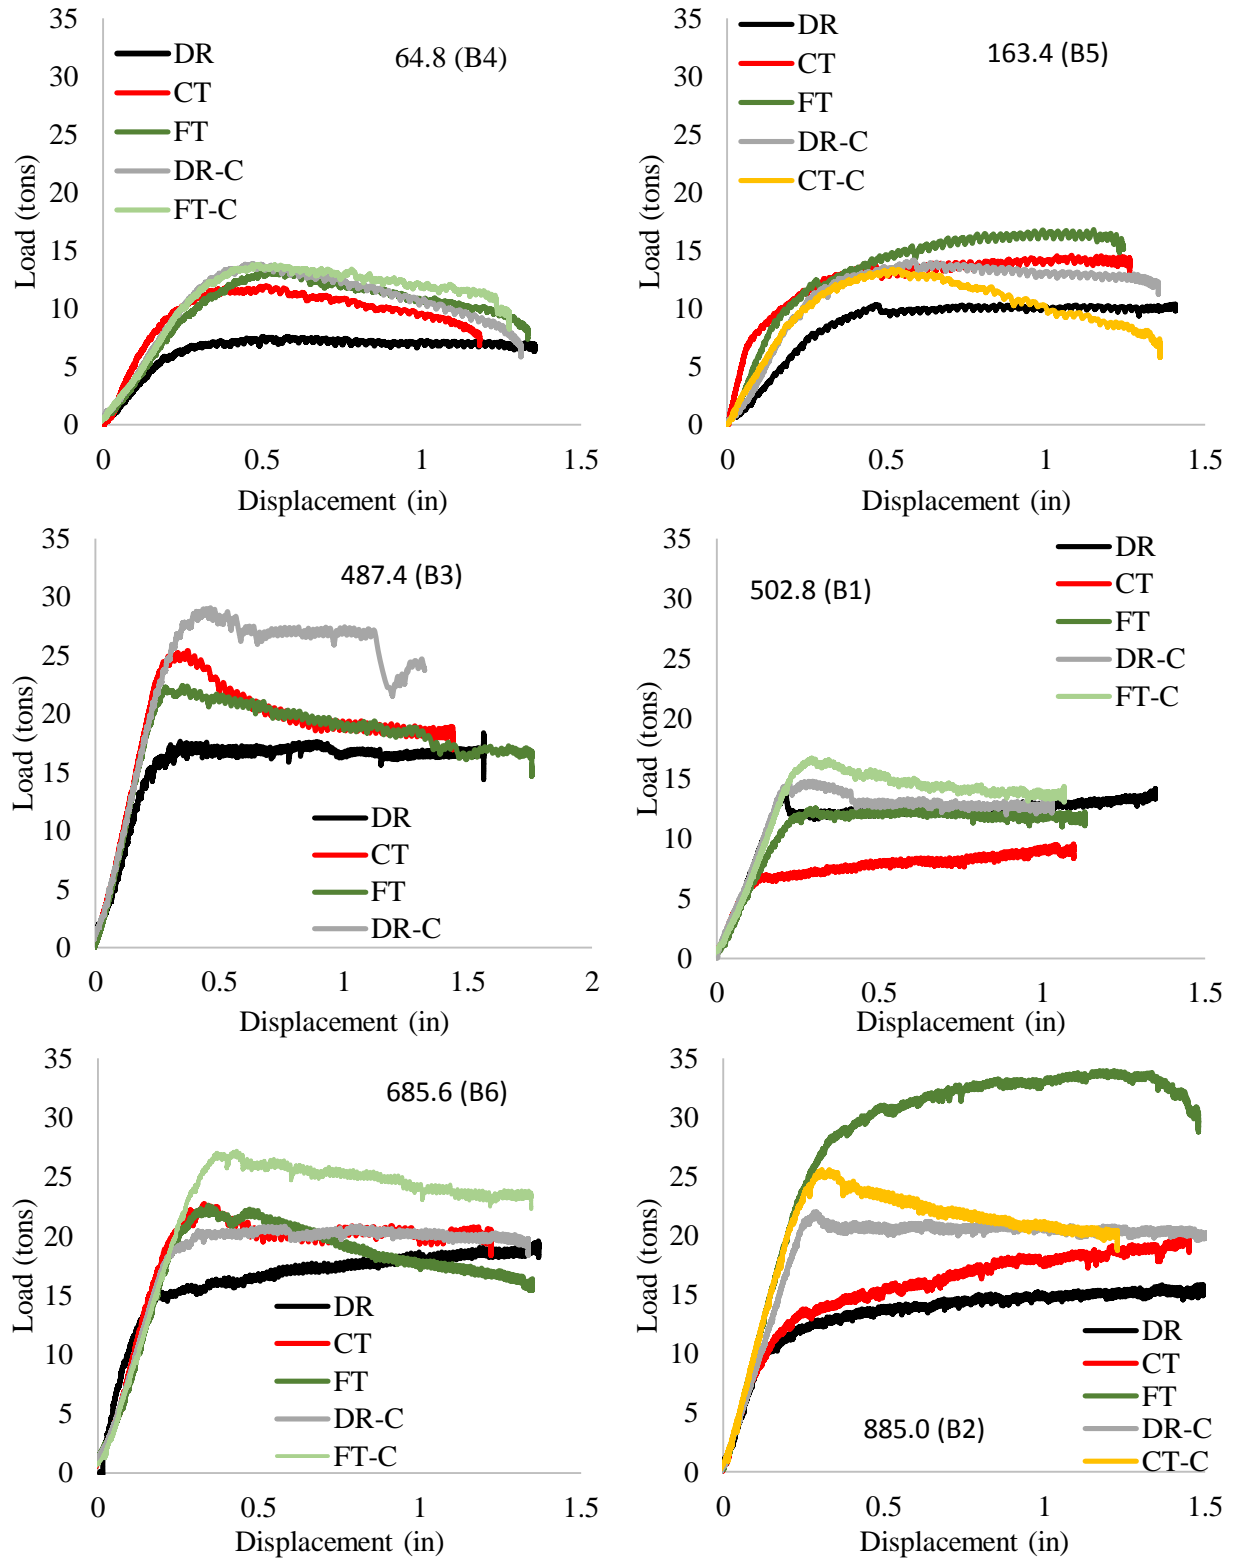 35
30
25
20
15
10
5
0
Load (tons)
DR
CT
FT
DR-C
FT-C
64.8 (B4)
0 0.5 1 1.5
Displacement (in)
35
30
25
20
15
10
5
0
Load (tons)
DR
CT
FT
DR-C
CT-C
163.4 (B5)
0 0.5 1 1.5
Displacement (in)
35
30
25
20
15
10
5
0
Load (tons)
487.4 (B3)
DR
CT
FT
DR-C
0 0.5 1 1.5 2
Displacement (in)
35
30
25
20
15
10
5
0
Load (tons)
502.8 (B1)
DR
CT
FT
DR-C
FT-C
0 0.5 1 1.5
Displacement (in)
35
30
25
20
15
10
5
0
Load (tons)
685.6 (B6)
DR
CT
FT
DR-C
FT-C
0 0.5 1 1.5
Displacement (in)
35
30
25
20
15
10
5
0
Load (tons)
885.0 (B2)
DR
CT
FT
DR-C
CT-C
0 0.5 1 1.5
Displacement (in)